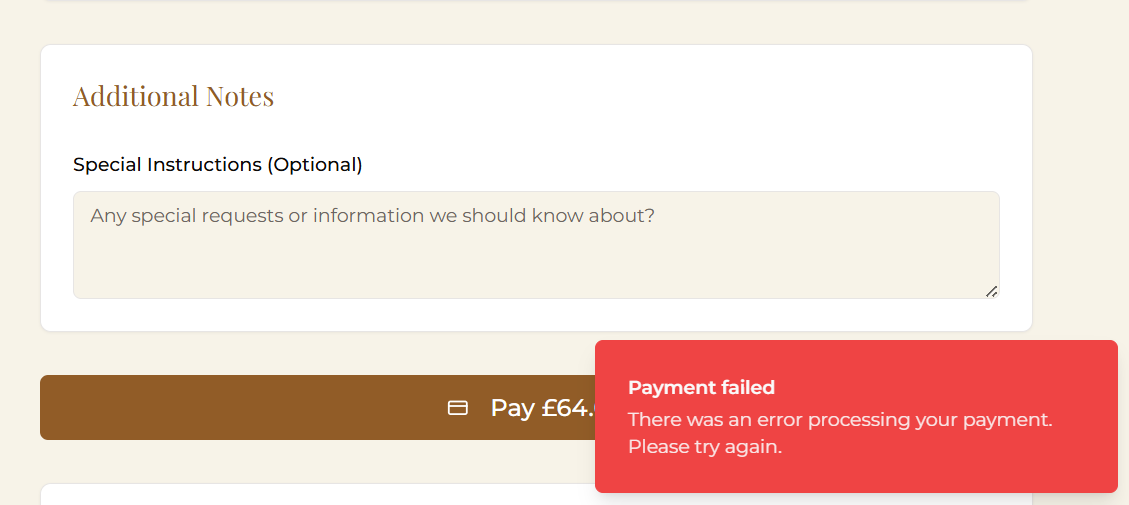 Additional Notes
Special Instructions (Optional)
Any special requests or information we should know about?
Pay £64.
Payment failed
There was an error processing your payment.
Please try again.